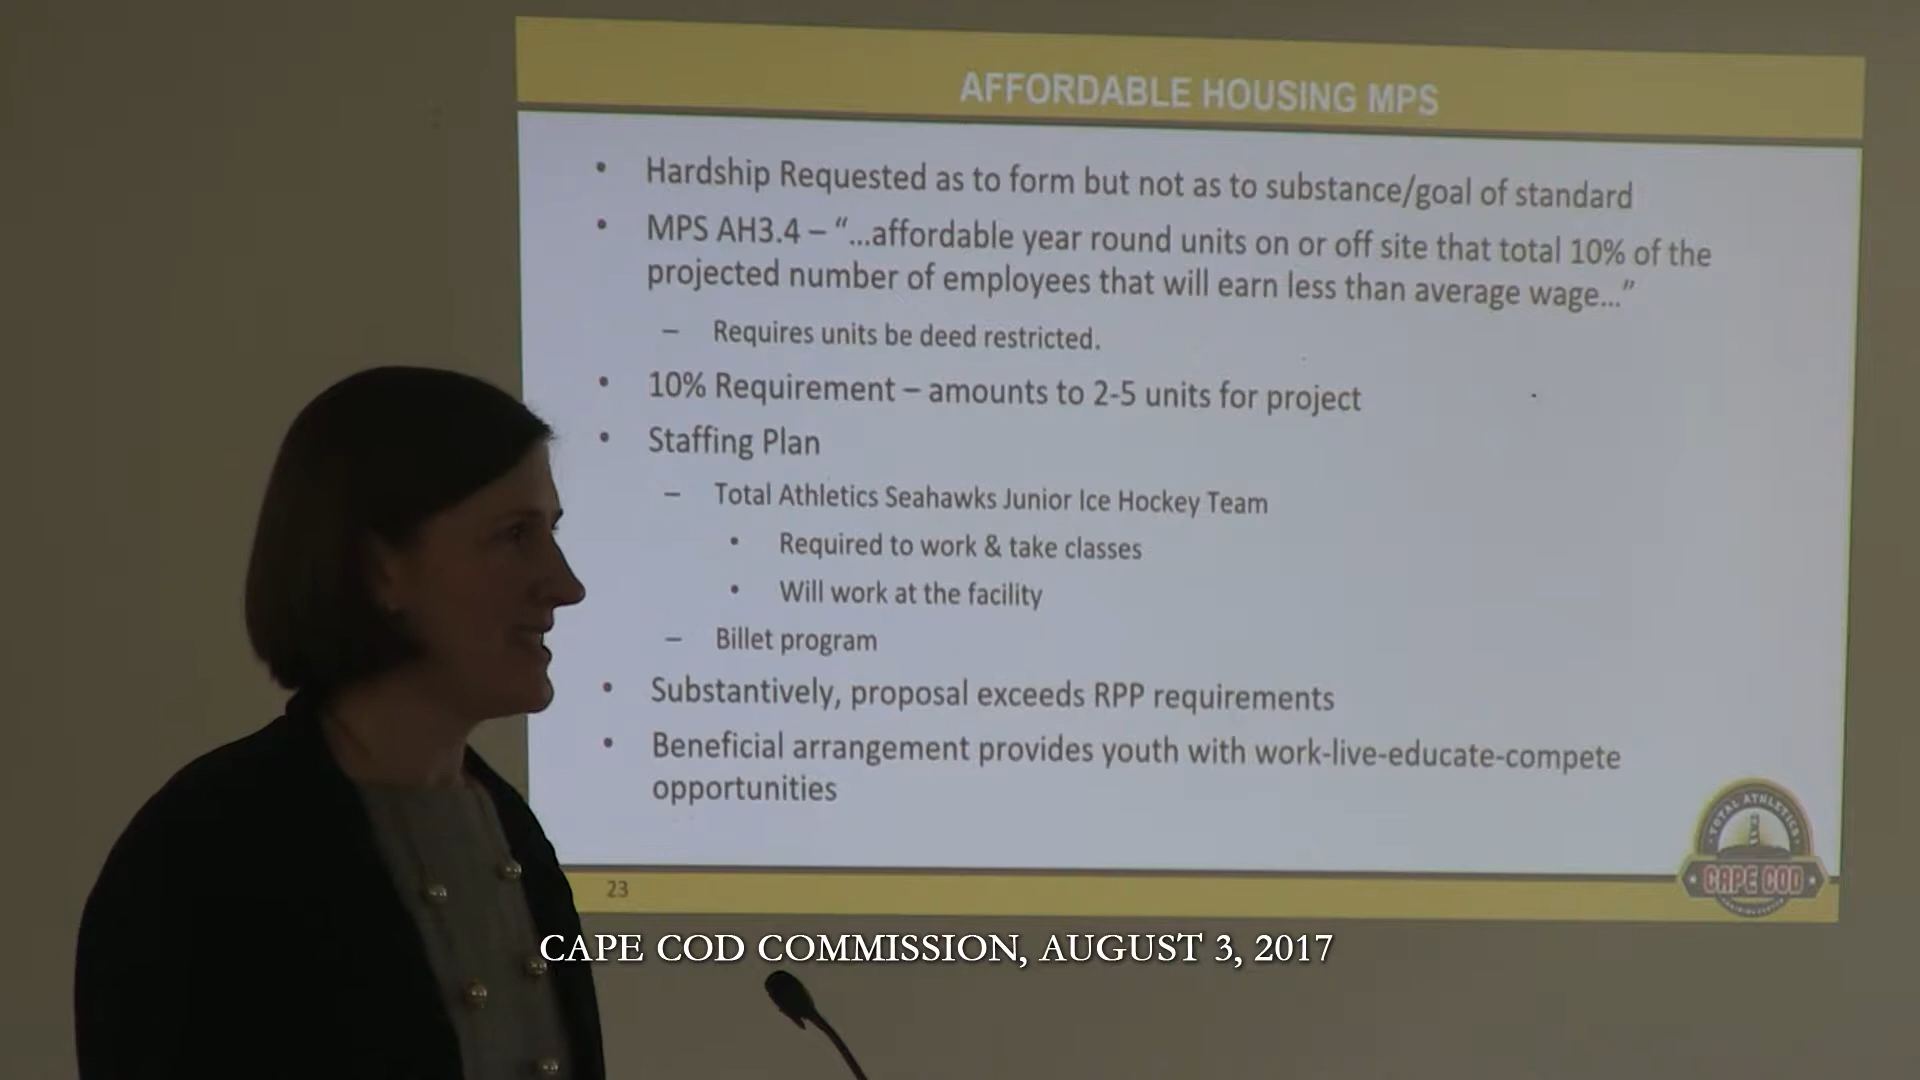 AFFORDABLE HOUSING MPS
• Hardship Requested as to form but not as to substance/goal of standard
• MPS AH3.4 – “...affordable year round units on or off site that total 10% of the
projected number of employees that will earn less than average wage...”
– Requires units be deed restricted.
• 10% Requirement – amounts to 2-5 units for project
• Staffing Plan
– Total Athletics Seahawks Junior Ice Hockey Team
• Required to work & take classes
• Will work at the facility
– Billet program
• Substantively, proposal exceeds RPP requirements
• Beneficial arrangement provides youth with work-live-educate-compete
opportunities
TOTAL ATHLETICS
CAPE COD
23
CAPE COD COMMISSION, AUGUST 3, 2017